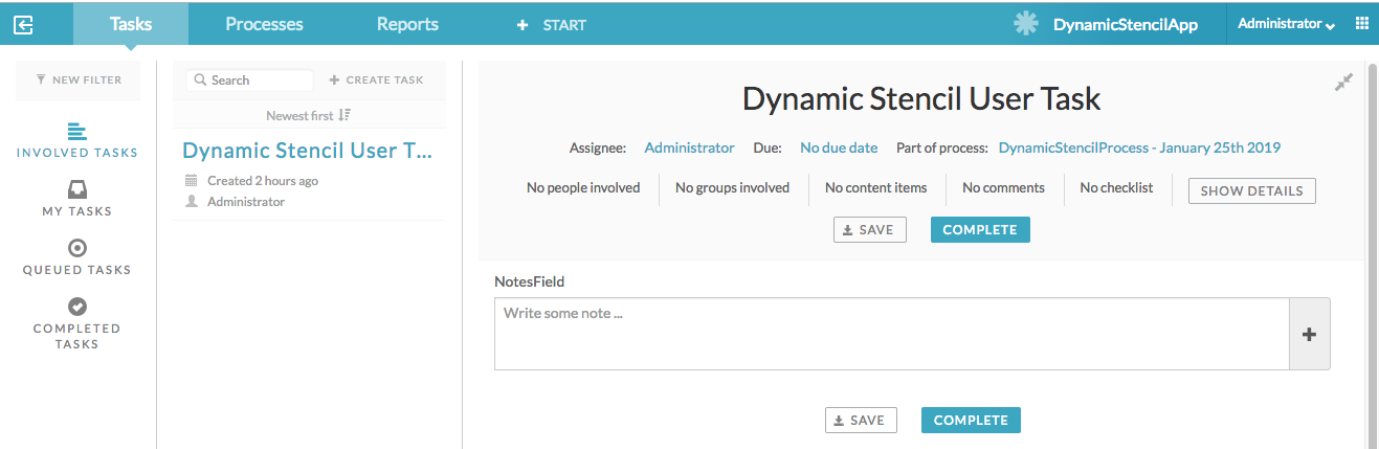 Tasks
Processes
Reports
+ START
DynamicStencilApp
Administrator
NEW FILTER
INVOLVED TASKS
MY TASKS
QUEUED TASKS
COMPLETED
TASKS
Search
+ CREATE TASK
Newest first
Dynamic Stencil User T...
Created 2 hours ago
Administrator
Dynamic Stencil User Task
Assignee: Administrator Due: No due date Part of process: DynamicStencilProcess - January 25th 2019
No people involved
No groups involved
No content items
No comments
No checklist
SHOW DETAILS
SAVE
COMPLETE
NotesField
Write some note ...
+
SAVE
COMPLETE